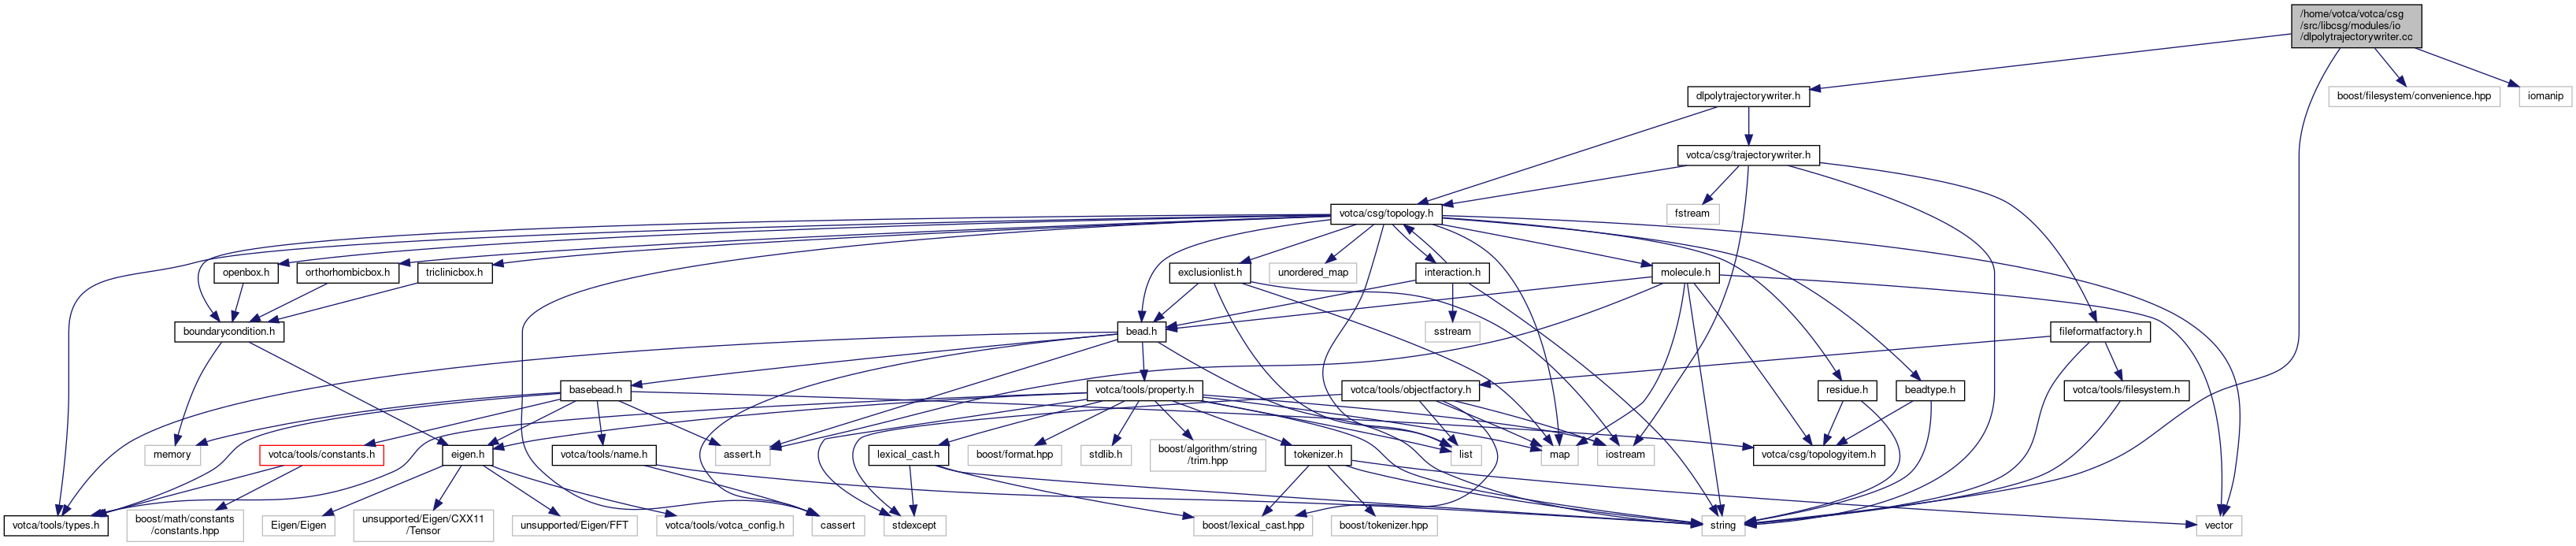 /home/votca/votca/csg
/src/libcsg/modules/io
/dlpolytrajectorywriter.cc
dlpolytrajectorywriter.h
boost/filesystem/convenience.hpp
iomanip
votca/csg/trajectorywriter.h
votca/csg/topology.h
fstream
openbox.h
orthorhombicbox.h
triclinicbox.h
exclusionlist.h
unordered_map
interaction.h
molecule.h
boundarycondition.h
bead.h
sstream
fileformatfactory.h
basebead.h
votca/tools/property.h
votca/tools/objectfactory.h
residue.h
beadtype.h
votca/tools/filesystem.h
memory
votca/tools/constants.h
eigen.h
votca/tools/name.h
assert.h
lexical_cast.h
boost/format.hpp
stdlib.h
boost/algorithm/string
/trim.hpp
tokenizer.h
list
map
iostream
votca/csg/topologyitem.h
votca/tools/types.h
boost/math/constants
/constants.hpp
Eigen/Eigen
unsupported/Eigen/CXX11
/Tensor
unsupported/Eigen/FFT
votca/tools/votca_config.h
cassert
stdexcept
boost/lexical_cast.hpp
boost/tokenizer.hpp
string
vector